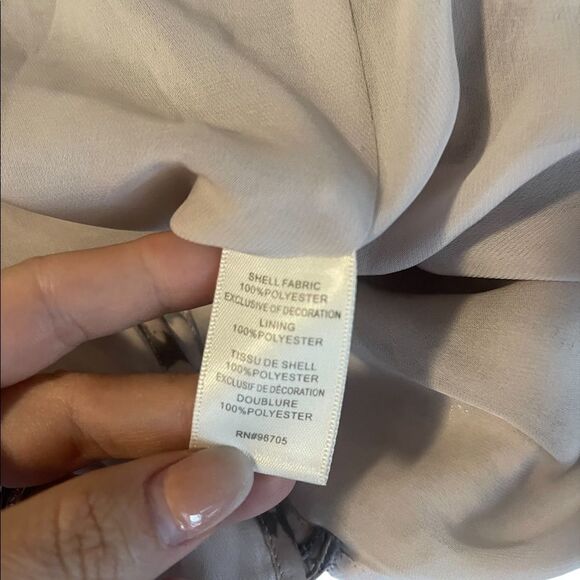 SHELL FABRIC
100%POLYESTER
EXCLUSIVE OF DECORATION
LINING
100%POLYESTER
TISSU DE SHELL
100%POLYESTER
EXCLUSIF DE DÉCORATION
DOUBLURE
100%POLYESTER
RN#96705